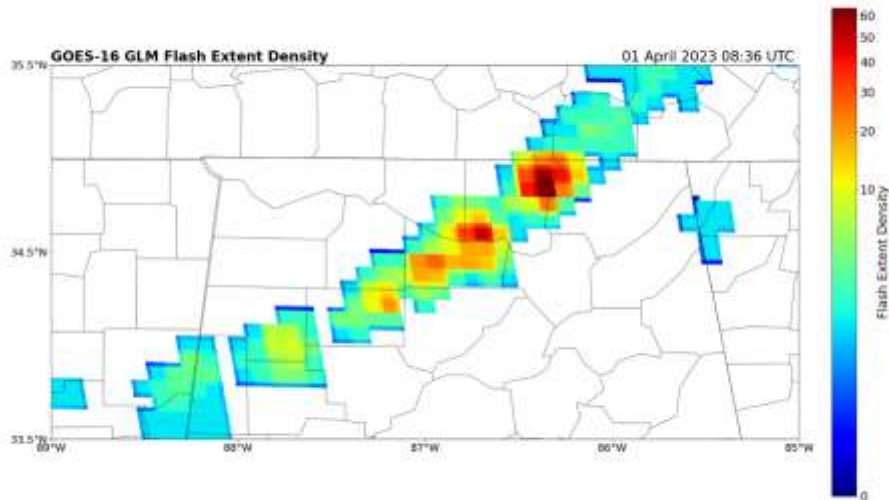 GOES-16 GLM Flash Extent Density
01 April 2023 08:36 UTC
35.5°N
34.5°N
33.5°N
89°W
88°W
87°W
86°W
85°W
60
50
40
30
20
10
0
Flash Extent Density